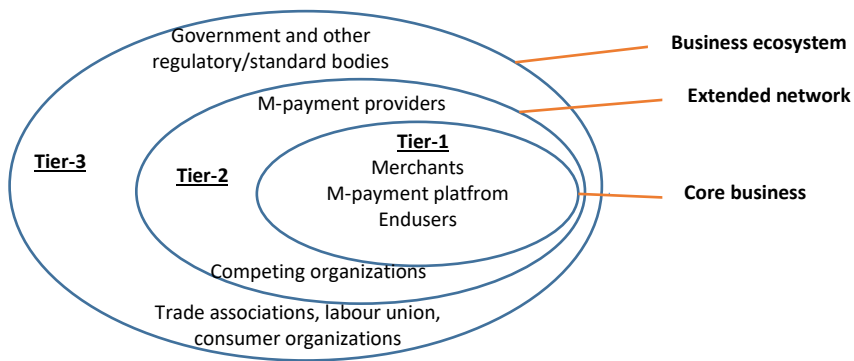 Government and other
regulatory/standard bodies
Business ecosystem
M-payment providers
Extended network
Tier-1
Tier-3
Tier-2
Merchants
M-payment platfrom
Endusers
Core business
Competing organizations
Trade associations, labour union,
consumer organizations